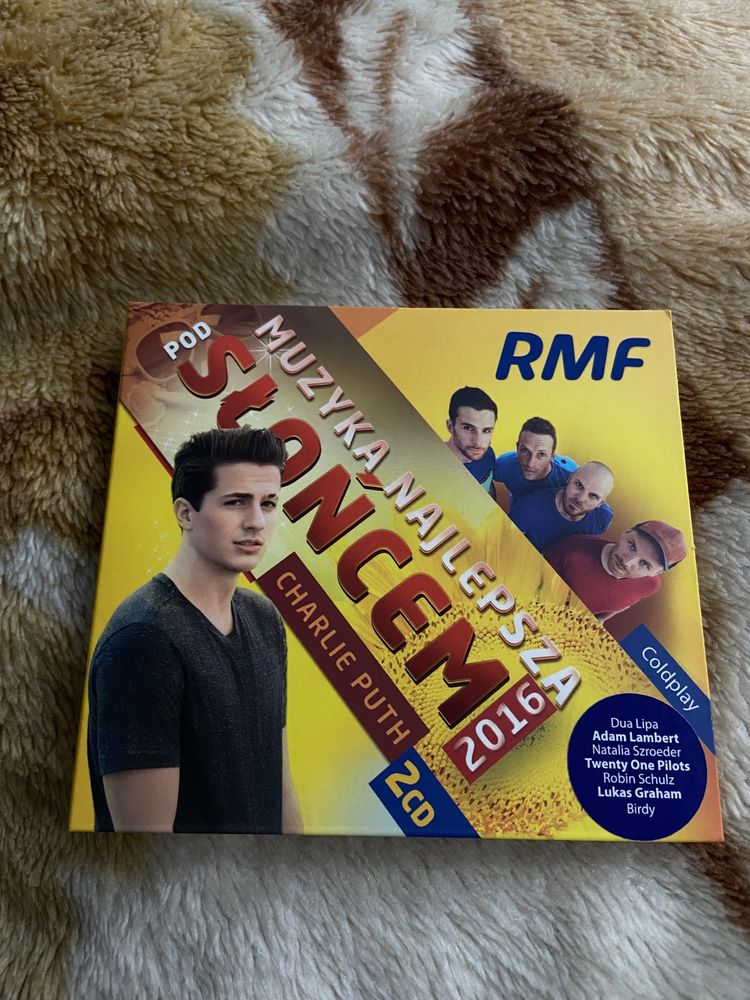 RMF
MUZYKA NAJLEPSZA
POD
SŁOŃCEM
2016
CHARLIE PUTH
2CD
Coldplay
Dua Lipa
Adam Lambert
Natalia Szroeder
Twenty One Pilots
Robin Schulz
Lukas Graham
Birdy